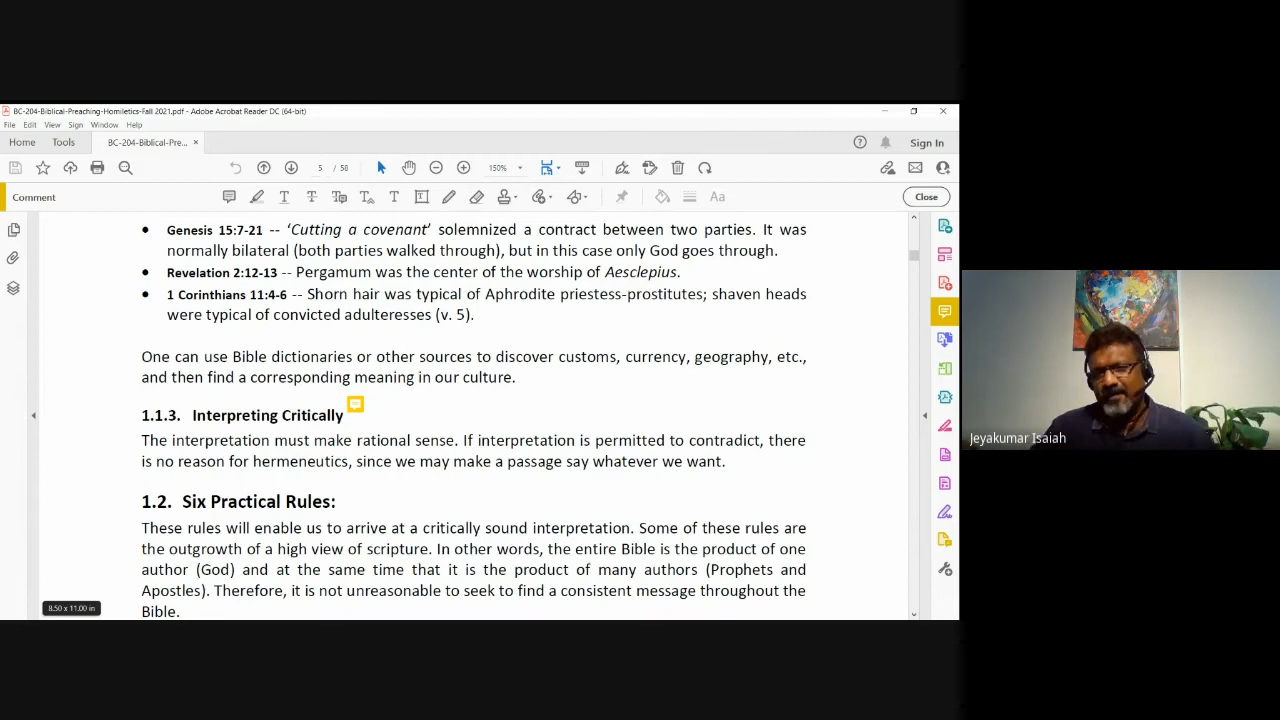 BC-204-Biblical-Preaching-Homiletics-Fall 2021.pdf - Adobe Acrobat Reader DC (64-bit)
File Edit View Sign Window Help
Home Tools BC-204-Biblical-Pre... × Sign In
5 / 58 150%
Comment Close
• Genesis 15:7-21 -- ‘Cutting a covenant’ solemnized a contract between two parties. It was
normally bilateral (both parties walked through), but in this case only God goes through.
• Revelation 2:12-13 -- Pergamum was the center of the worship of Aesclepius.
• 1 Corinthians 11:4-6 -- Shorn hair was typical of Aphrodite priestess-prostitutes; shaven heads
were typical of convicted adulteresses (v. 5).
One can use Bible dictionaries or other sources to discover customs, currency, geography, etc.,
and then find a corresponding meaning in our culture.
1.1.3. Interpreting Critically
The interpretation must make rational sense. If interpretation is permitted to contradict, there
is no reason for hermeneutics, since we may make a passage say whatever we want.
1.2. Six Practical Rules:
These rules will enable us to arrive at a critically sound interpretation. Some of these rules are
the outgrowth of a high view of scripture. In other words, the entire Bible is the product of one
author (God) and at the same time that it is the product of many authors (Prophets and
Apostles). Therefore, it is not unreasonable to seek to find a consistent message throughout the
Bible.
8.50 x 11.00 in
Jeyakumar Isaiah